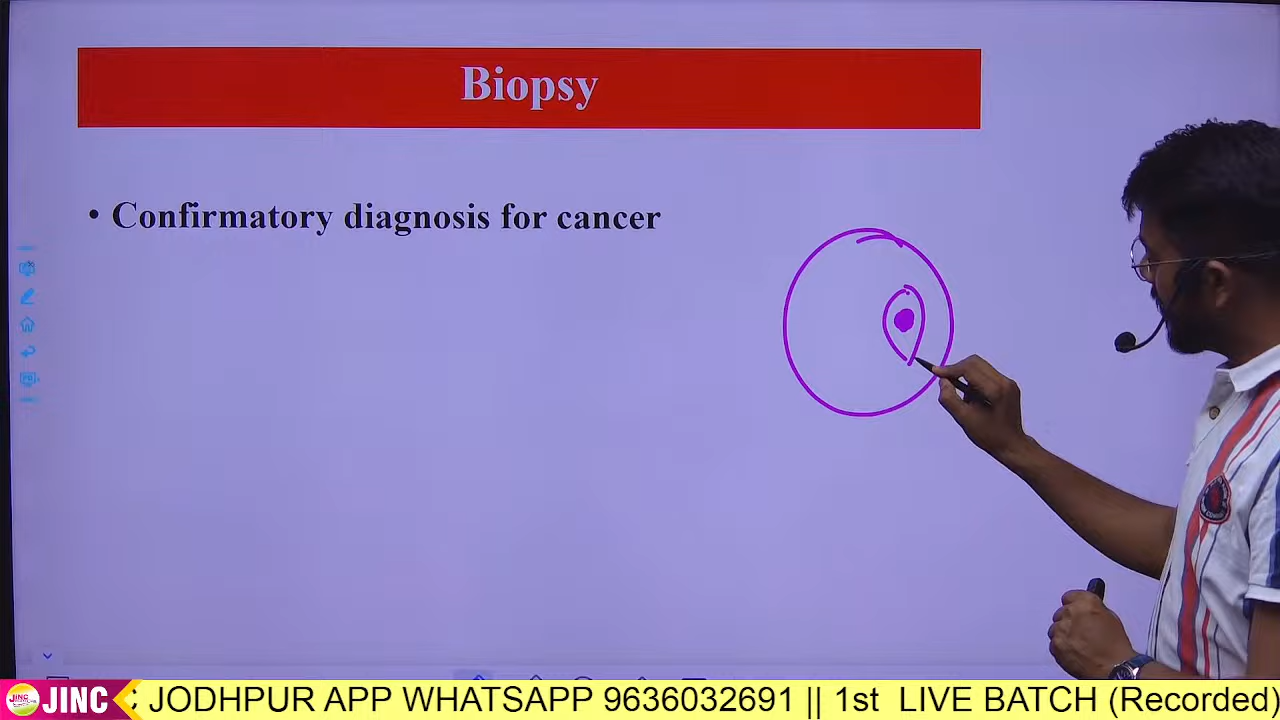 Biopsy
• Confirmatory diagnosis for cancer
JINC
JODHPUR APP WHATSAPP 9636032691 || 1st LIVE BATCH (Recorded)